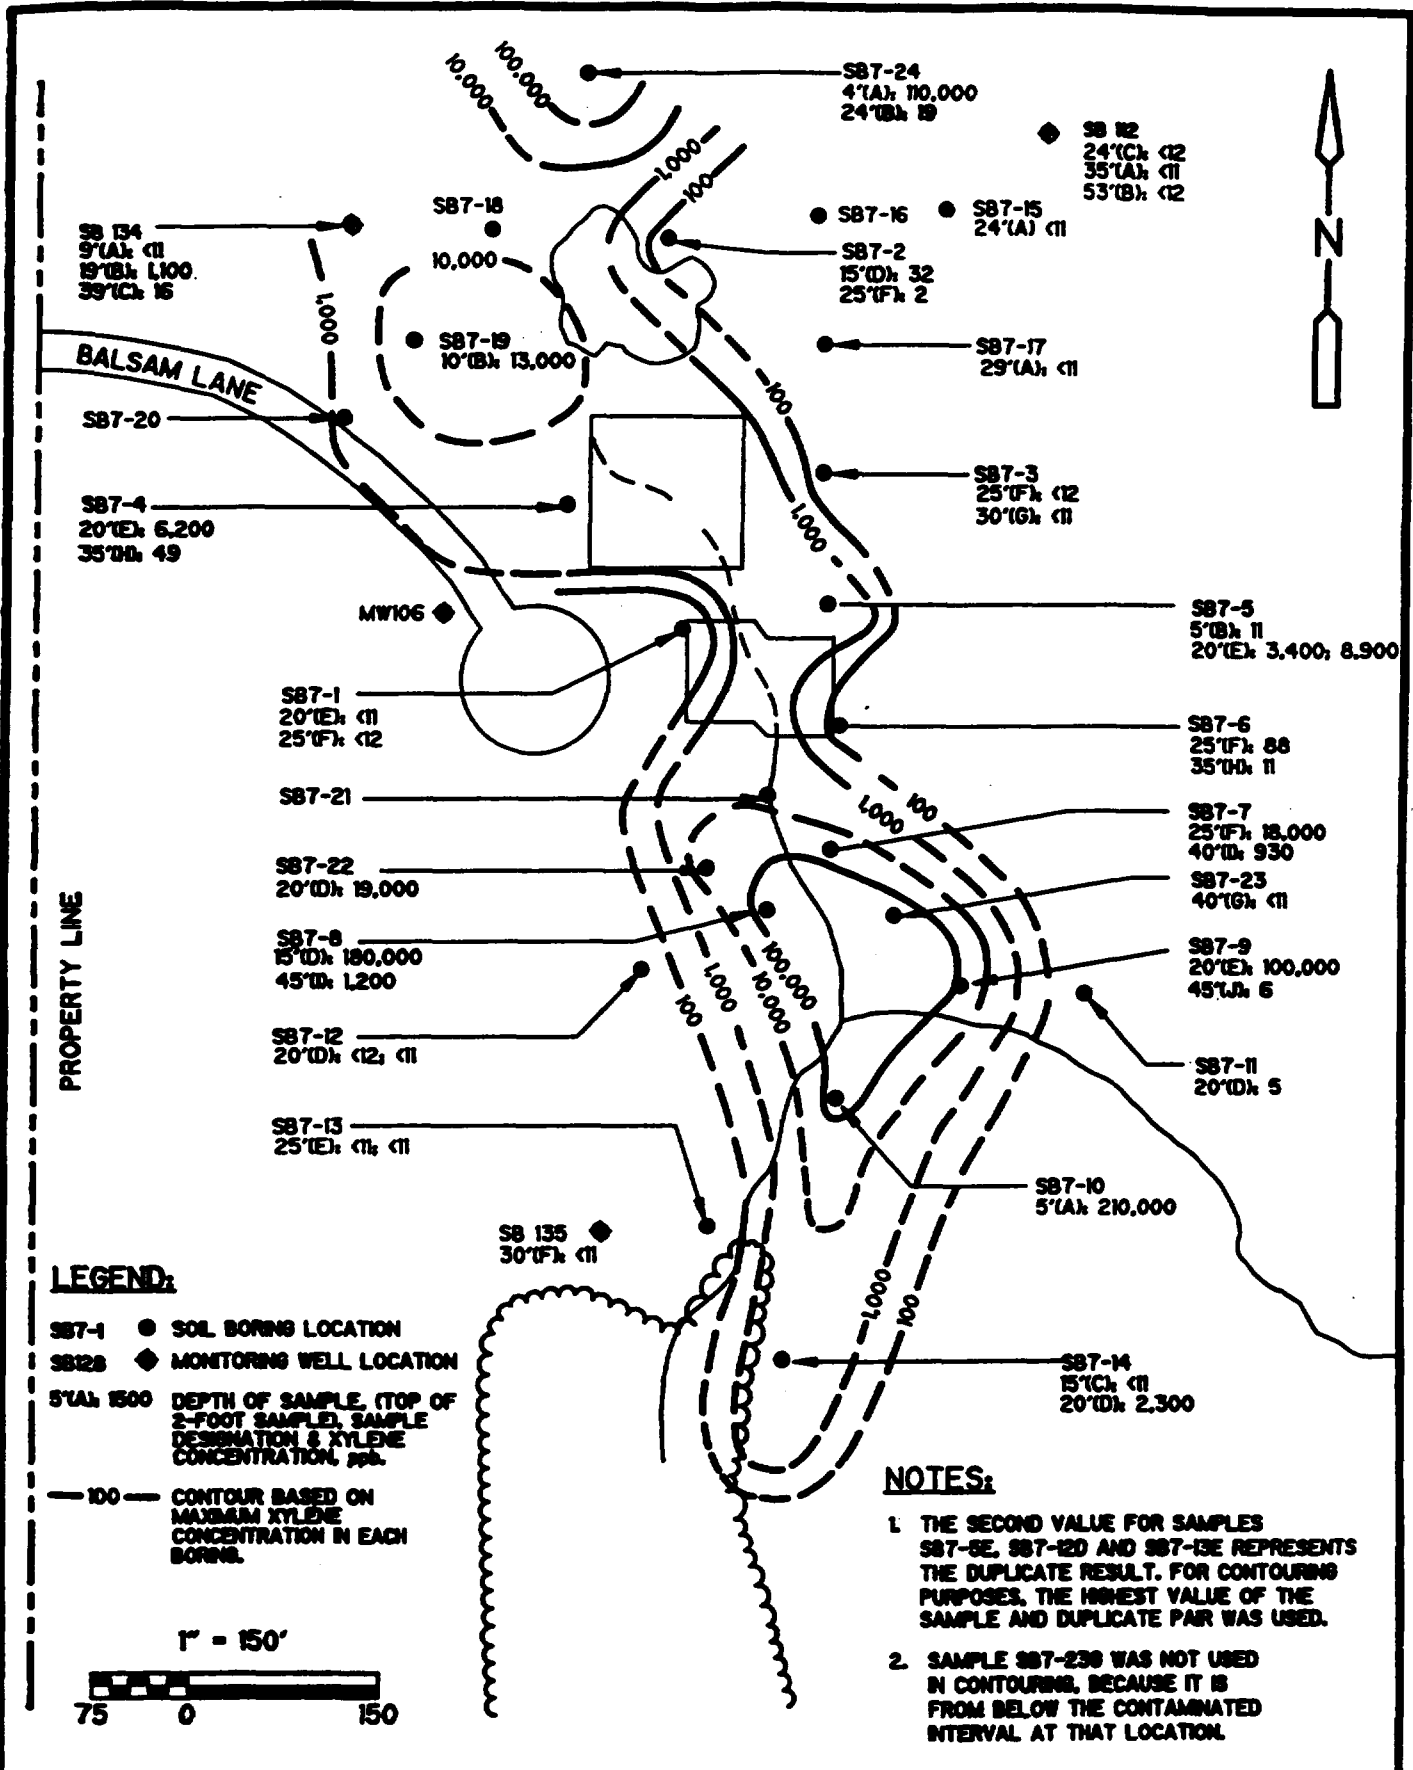 10,000
100,000
SB7-24
4'(A): 110,000
24'(B): 19
SB 112
24'(C): <12
35'(A): <11
53'(B): <12
1,000
100
SB7-18
SB7-16
SB7-15
24'(A) <11
SB 134
9'(A): <11
19'(B): 1,100
39'(C): 16
SB7-2
15'(D): 32
25'(F): 2
N
10,000
1,000
SB7-19
10'(B): 13,000
SB7-17
29'(A): <11
BALSAM LANE
100
SB7-20
SB7-3
25'(F): <12
30'(G): <11
SB7-4
20'(E): 6,200
35'(H): 49
1,000
MW106
SB7-5
5'(B): 11
20'(E): 3,400; 8,900
SB7-1
20'(E): <11
25'(F): <12
SB7-6
25'(F): 88
35'(H): 11
SB7-21
100
1,000
SB7-7
25'(F): 18,000
40'(I): 930
SB7-22
20'(D): 19,000
SB7-23
40'(G): <11
PROPERTY LINE
SB7-8
15'(D): 180,000
45'(I): 1,200
SB7-9
20'(E): 100,000
45'(J): 6
100,000
10,000
1,000
100
SB7-12
20'(D): <12; <11
SB7-11
20'(D): 5
SB7-13
25'(E): <11; <11
SB7-10
5'(A): 210,000
SB 135
30'(F): <11
1,000
100
SB7-14
15'(C): <11
20'(D): 2,300
LEGEND:
SB7-1 SOIL BORING LOCATION
SB128 MONITORING WELL LOCATION
5'(A): 1500 DEPTH OF SAMPLE, (TOP OF
2-FOOT SAMPLE), SAMPLE
DESIGNATION & XYLENE
CONCENTRATION, ppb.
100 CONTOUR BASED ON
MAXIMUM XYLENE
CONCENTRATION IN EACH
BORING.
1" = 150'
75 0 150
NOTES:
1. THE SECOND VALUE FOR SAMPLES
SB7-5E, SB7-12D AND SB7-13E REPRESENTS
THE DUPLICATE RESULT. FOR CONTOURING
PURPOSES, THE HIGHEST VALUE OF THE
SAMPLE AND DUPLICATE PAIR WAS USED.
2. SAMPLE SB7-23G WAS NOT USED
IN CONTOURING, BECAUSE IT IS
FROM BELOW THE CONTAMINATED
INTERVAL AT THAT LOCATION.